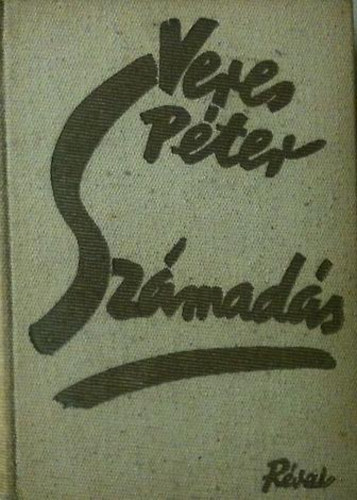 Veres
Péter
Számadás
Révai